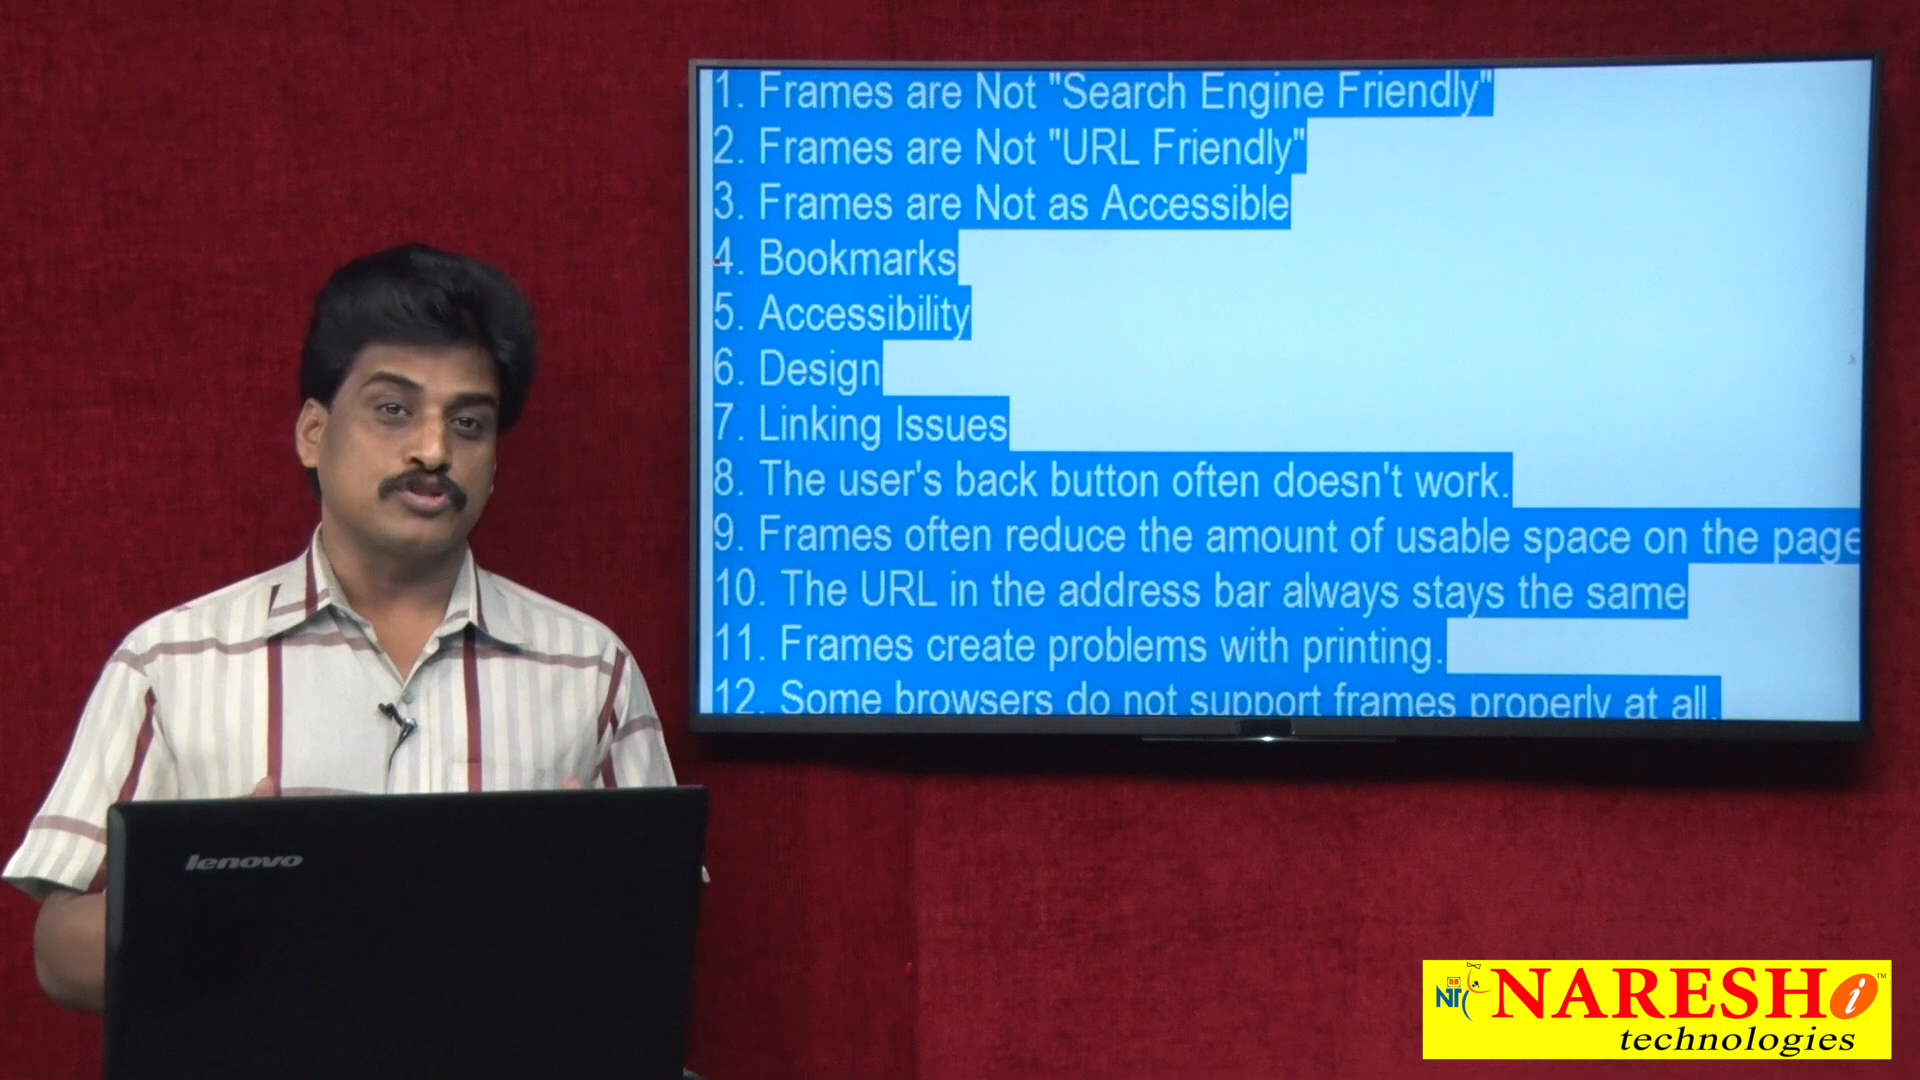 1. Frames are Not "Search Engine Friendly"
2. Frames are Not "URL Friendly"
3. Frames are Not as Accessible
4. Bookmarks
5. Accessibility
6. Design
7. Linking Issues
8. The user's back button often doesn't work.
9. Frames often reduce the amount of usable space on the page
10. The URL in the address bar always stays the same
11. Frames create problems with printing.
12. Some browsers do not support frames properly at all.
lenovo
NT NARESH i ™
technologies